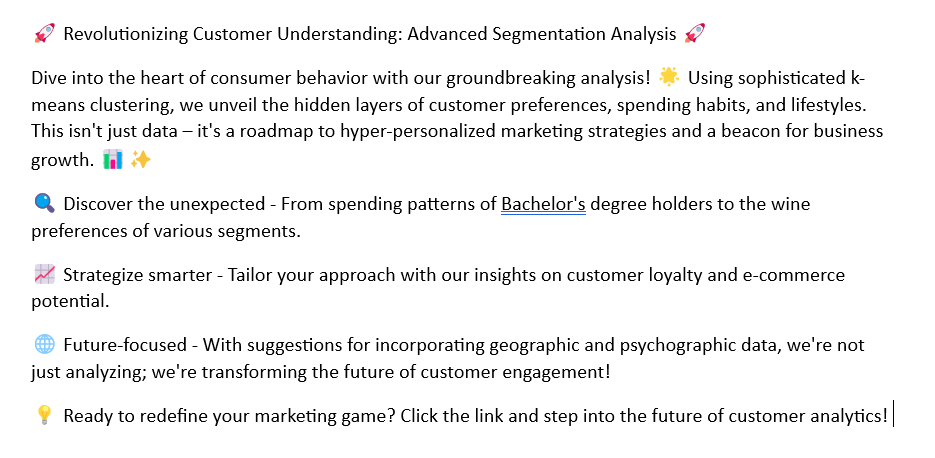 🚀 Revolutionizing Customer Understanding: Advanced Segmentation Analysis 🚀
Dive into the heart of consumer behavior with our groundbreaking analysis! 🌟 Using sophisticated k-
means clustering, we unveil the hidden layers of customer preferences, spending habits, and lifestyles.
This isn't just data – it's a roadmap to hyper-personalized marketing strategies and a beacon for business
growth. 📊 ✨
🔍 Discover the unexpected - From spending patterns of Bachelor's degree holders to the wine
preferences of various segments.
📈 Strategize smarter - Tailor your approach with our insights on customer loyalty and e-commerce
potential.
🌐 Future-focused - With suggestions for incorporating geographic and psychographic data, we're not
just analyzing; we're transforming the future of customer engagement!
💡 Ready to redefine your marketing game? Click the link and step into the future of customer analytics!